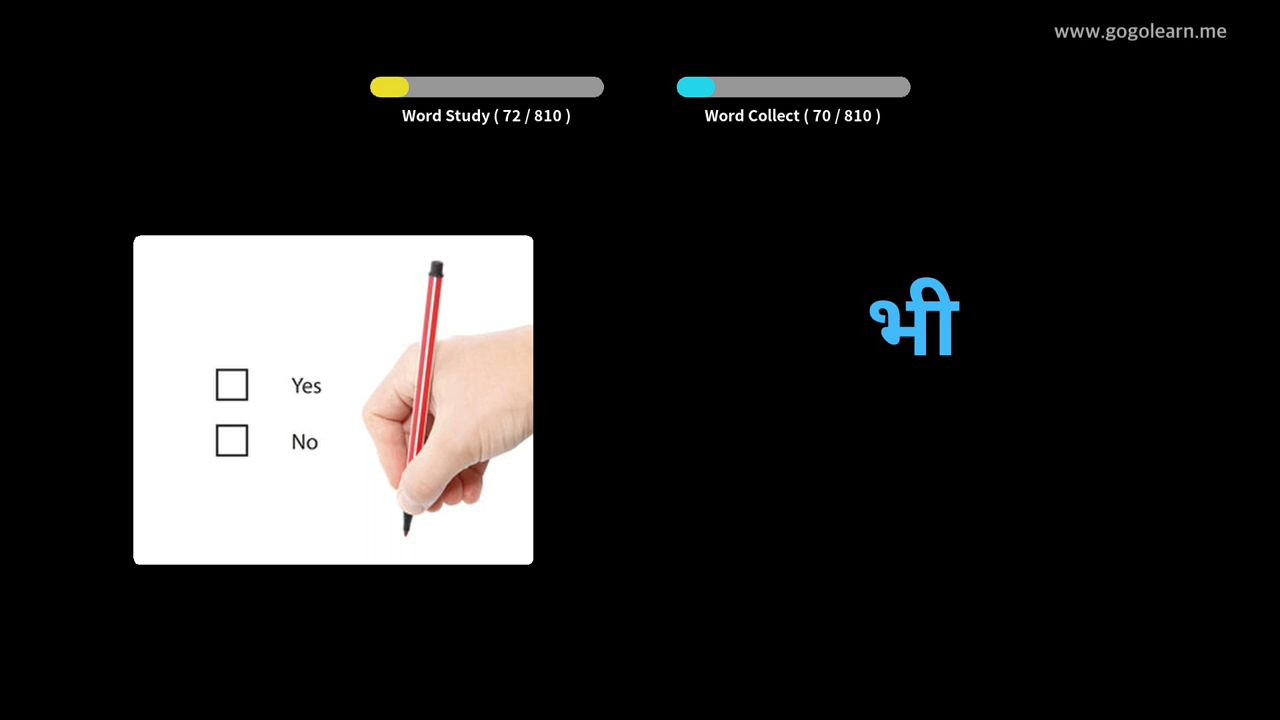 www.gogolearn.me
Word Study ( 72 / 810 )
Word Collect ( 70 / 810 )
भी
Yes
No